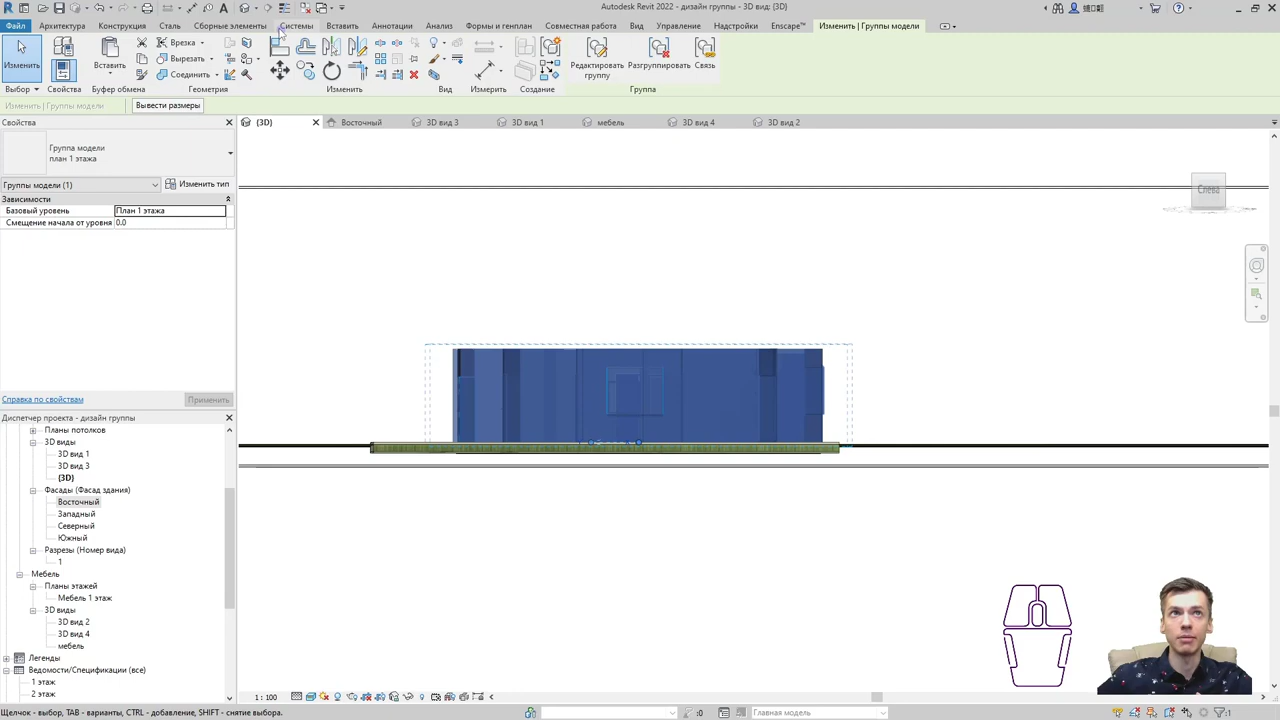 Autodesk Revit 2022 - дизайн группы - 3D вид: {3D}
Файл Архитектура Конструкция Сталь Сборные элементы Системы Вставить Аннотации Анализ Формы и генплан Совместная работа Вид Управление Надстройки Enscape™ Изменить | Группы модели
Изменить Вставить Врезка Вырезать Соединить Редактировать группу Разгруппировать Связь
Выбор Свойства Буфер обмена Геометрия Изменить Вид Измерить Создание Группа
Изменить | Группы модели Вывести размеры
Свойства
{3D} Восточный 3D вид 3 3D вид 1 мебель 3D вид 4 3D вид 2
Группа модели
план 1 этажа
Группы модели (1) Изменить тип
Зависимости
Базовый уровень План 1 этажа
Смещение начала от уровня 0.0
Слева
Справка по свойствам Применить
Диспетчер проекта - дизайн группы
Планы потолков
3D виды
3D вид 1
3D вид 3
{3D}
Фасады (Фасад здания)
Восточный
Западный
Северный
Южный
Разрезы (Номер вида)
1
Мебель
Планы этажей
Мебель 1 этаж
3D виды
3D вид 2
3D вид 4
мебель
Легенды
Ведомости/Спецификации (все)
1 этаж
2 этаж
1 : 100
Щелчок - выбор, TAB - варианты, CTRL - добавление, SHIFT - снятие выбора. :0 Главная модель :1